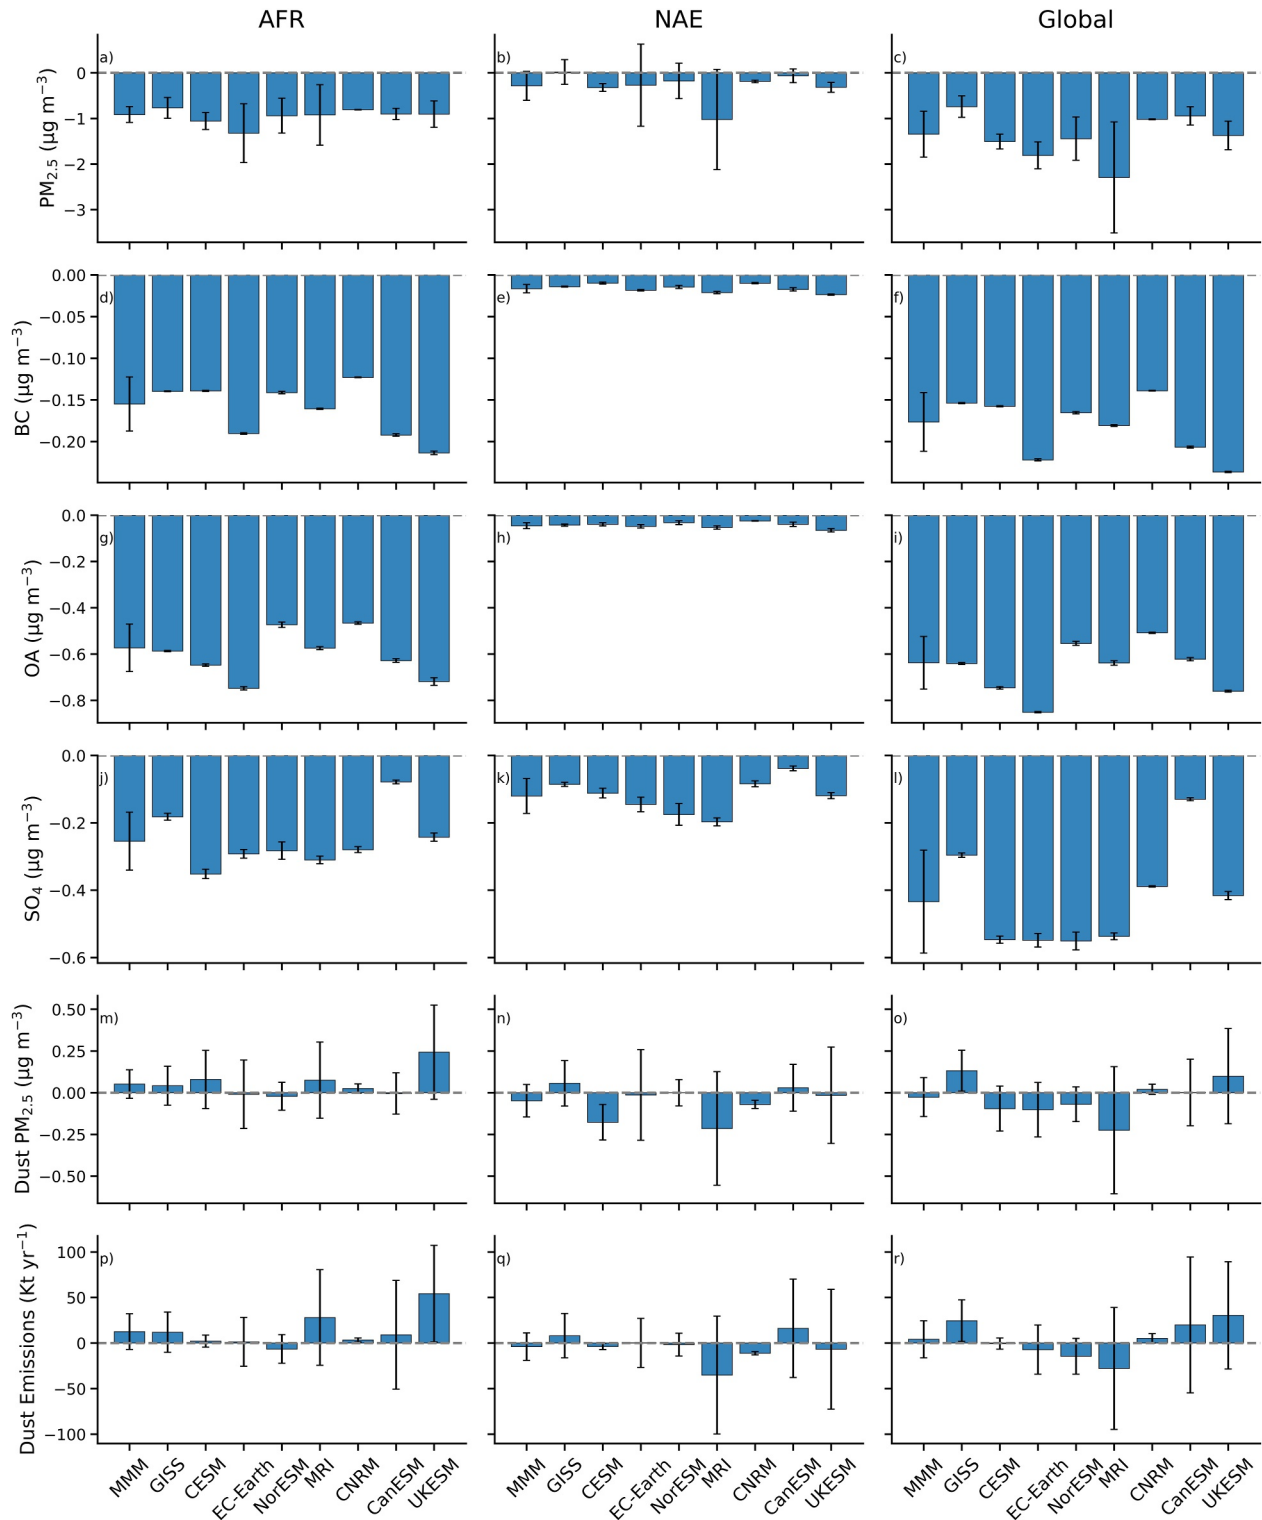 AFR NAE Global
a) b) c)
PM2.5 (µg m−3)
0
−1
−2
−3
d) e) f)
BC (µg m−3)
0.00
−0.05
−0.10
−0.15
−0.20
g) h) i)
OA (µg m−3)
0.0
−0.2
−0.4
−0.6
−0.8
j) k) l)
SO4 (µg m−3)
0.0
−0.2
−0.4
−0.6
m) n) o)
Dust PM2.5 (µg m−3)
0.50
0.25
0.00
−0.25
−0.50
p) q) r)
Dust Emissions (Kt yr−1)
100
50
0
−50
−100
MMM GISS CESM EC-Earth NorESM MRI CNRM CanESM UKESM
MMM GISS CESM EC-Earth NorESM MRI CNRM CanESM UKESM
MMM GISS CESM EC-Earth NorESM MRI CNRM CanESM UKESM